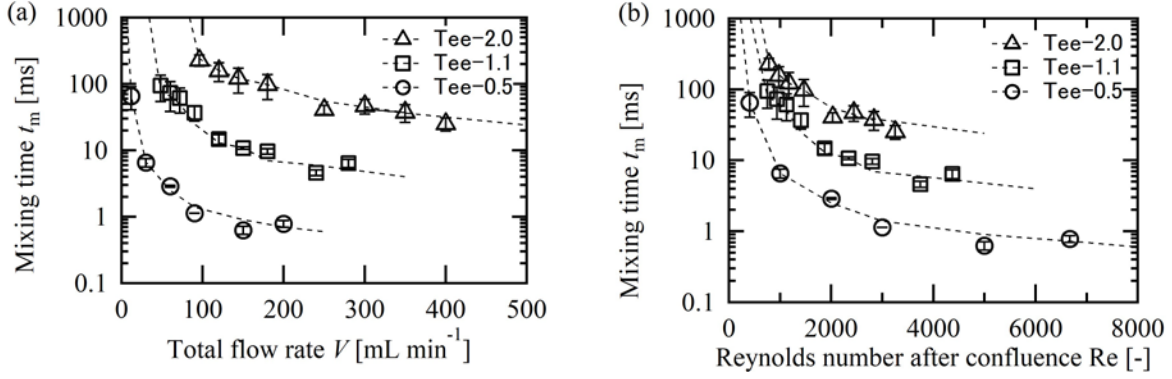 (a)
1000
100
10
1
0.1
Mixing time tm [ms]
Tee-2.0
Tee-1.1
Tee-0.5
0 100 200 300 400 500
Total flow rate V [mL min−1]
(b)
1000
100
10
1
0.1
Mixing time tm [ms]
Tee-2.0
Tee-1.1
Tee-0.5
0 2000 4000 6000 8000
Reynolds number after confluence Re [-]